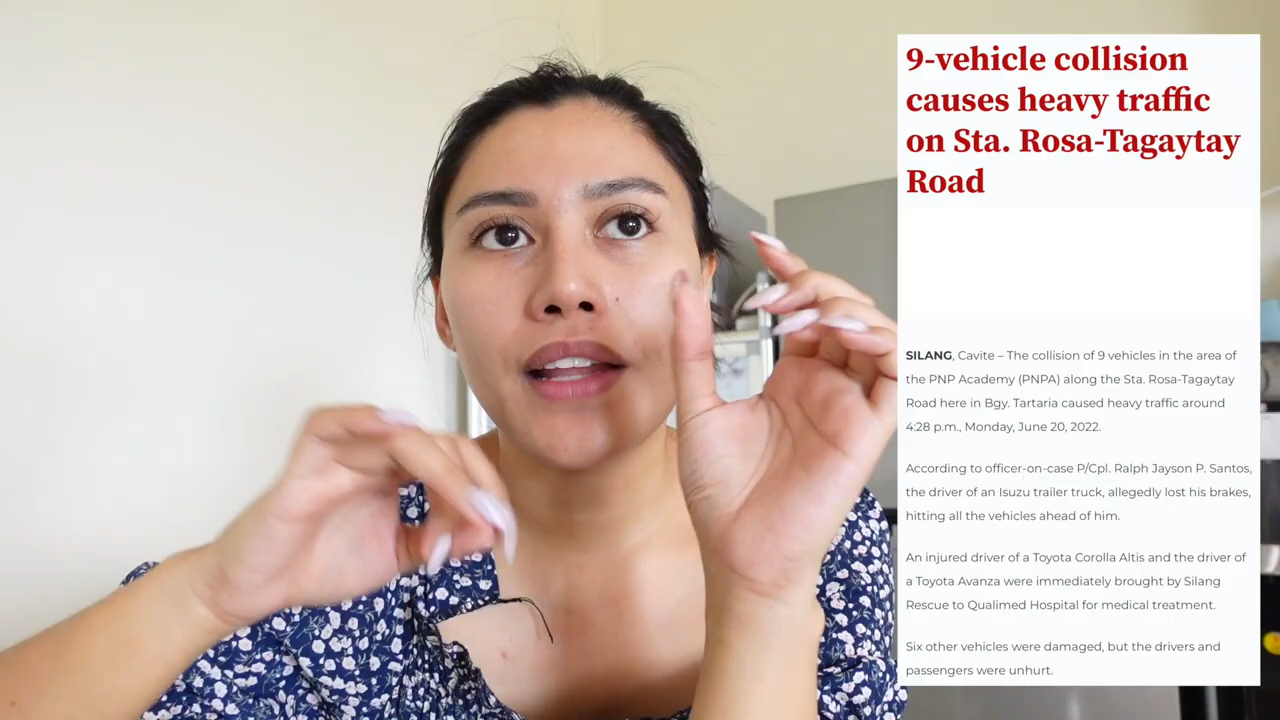 9-vehicle collision
causes heavy traffic
on Sta. Rosa-Tagaytay
Road
SILANG, Cavite – The collision of 9 vehicles in the area of
the PNP Academy (PNPA) along the Sta. Rosa-Tagaytay
Road here in Bgy. Tartaria caused heavy traffic around
4:28 p.m., Monday, June 20, 2022.
According to officer-on-case P/Cpl. Ralph Jayson P. Santos,
the driver of an Isuzu trailer truck, allegedly lost his brakes,
hitting all the vehicles ahead of him.
An injured driver of a Toyota Corolla Altis and the driver of
a Toyota Avanza were immediately brought by Silang
Rescue to Qualimed Hospital for medical treatment.
Six other vehicles were damaged, but the drivers and
passengers were unhurt.